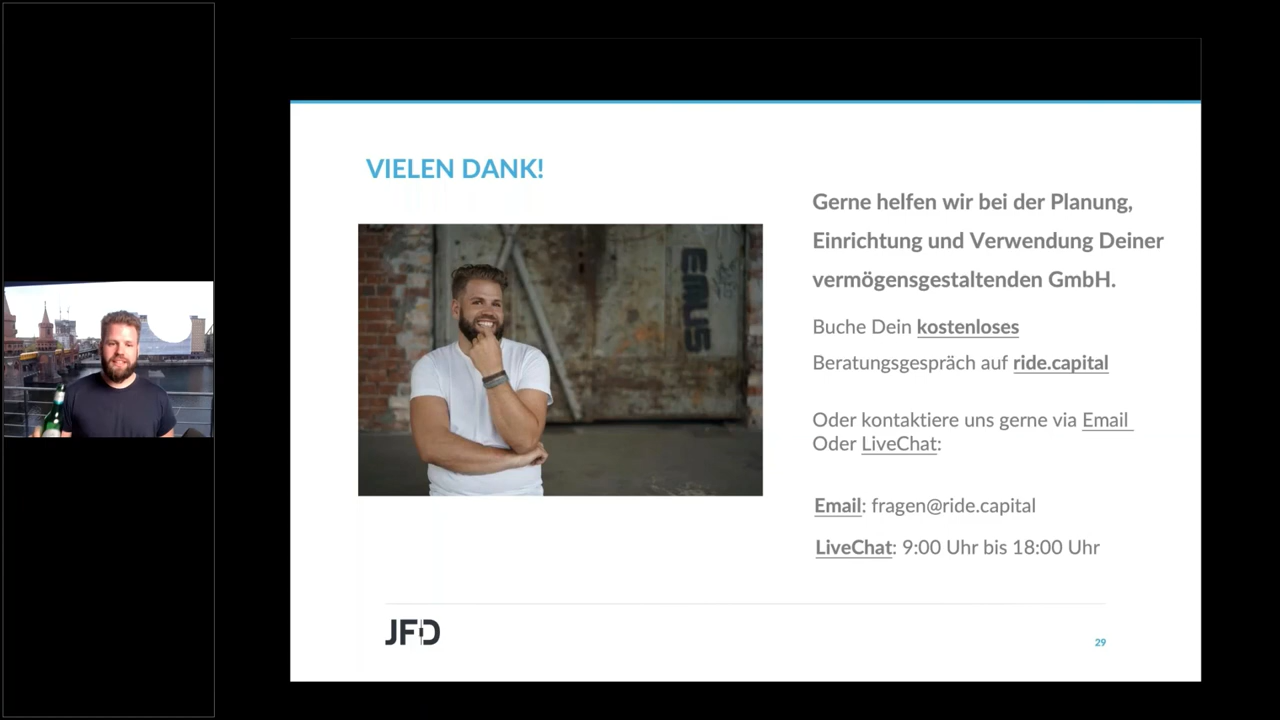 VIELEN DANK!
Gerne helfen wir bei der Planung,
Einrichtung und Verwendung Deiner
vermögensgestaltenden GmbH.
Buche Dein kostenloses
Beratungsgespräch auf ride.capital
Oder kontaktiere uns gerne via Email
Oder LiveChat:
Email: fragen@ride.capital
LiveChat: 9:00 Uhr bis 18:00 Uhr
EMUS
JFD
29